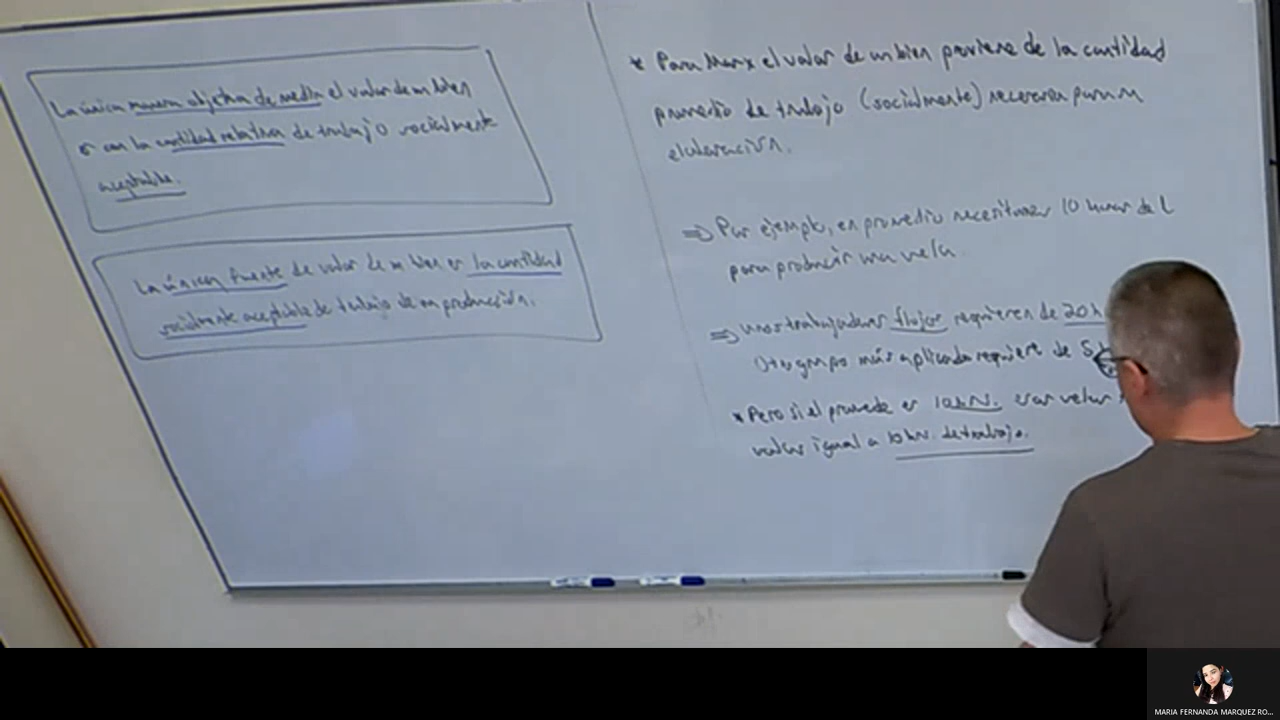 La única manera objetiva de medir el valor de un bien
es con la cantidad relativa de trabajo socialmente
aceptable.
La única fuente de valor de un bien es la cantidad
socialmente aceptable de trabajo de su producción.
* Para Marx el valor de un bien proviene de la cantidad
promedio de trabajo (socialmente) necesaria para su
elaboración.
⇒ Por ejemplo, en promedio necesitamos 10 horas de L
para producir una vela.
⇒ Unos trabajadores flojos requieren de 20 h
Otro grupo más aplicado requiere de 5
* Pero si el promedio es 10 hrs. esas velas
valor igual a 10 hrs. de trabajo.
MARIA FERNANDA MARQUEZ RO...